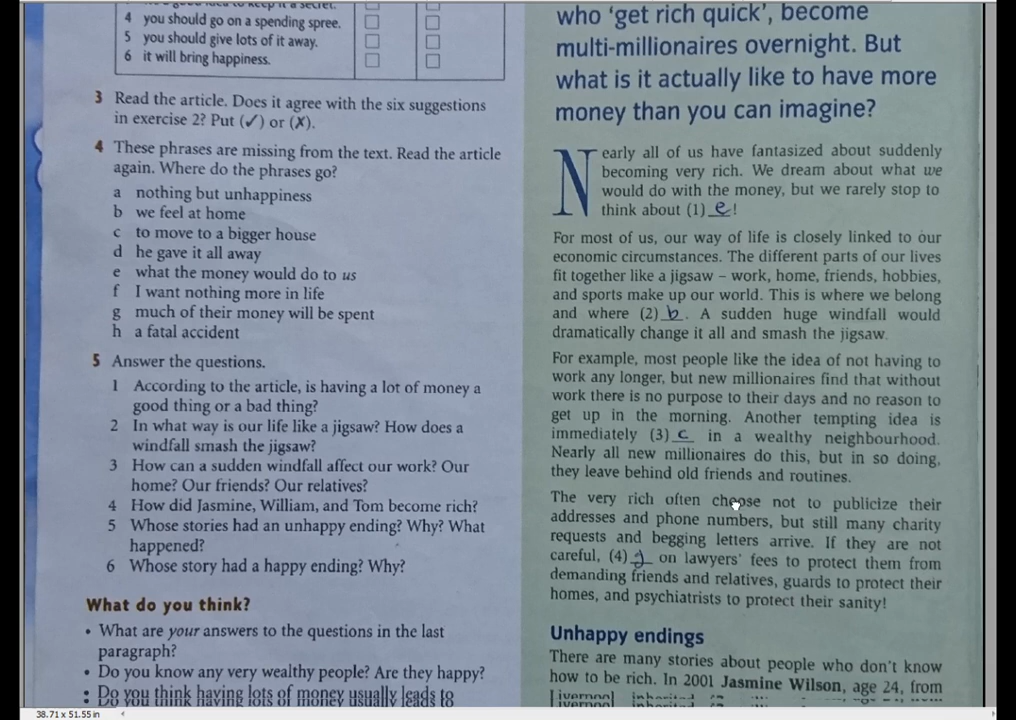 4 you should go on a spending spree.
5 you should give lots of it away.
6 it will bring happiness.
3 Read the article. Does it agree with the six suggestions
in exercise 2? Put (✓) or (✗).
4 These phrases are missing from the text. Read the article
again. Where do the phrases go?
a nothing but unhappiness
b we feel at home
c to move to a bigger house
d he gave it all away
e what the money would do to us
f I want nothing more in life
g much of their money will be spent
h a fatal accident
5 Answer the questions.
1 According to the article, is having a lot of money a
good thing or a bad thing?
2 In what way is our life like a jigsaw? How does a
windfall smash the jigsaw?
3 How can a sudden windfall affect our work? Our
home? Our friends? Our relatives?
4 How did Jasmine, William, and Tom become rich?
5 Whose stories had an unhappy ending? Why? What
happened?
6 Whose story had a happy ending? Why?
What do you think?
• What are your answers to the questions in the last
paragraph?
• Do you know any very wealthy people? Are they happy?
• Do you think having lots of money usually leads to
who 'get rich quick', become
multi-millionaires overnight. But
what is it actually like to have more
money than you can imagine?
Nearly all of us have fantasized about suddenly
becoming very rich. We dream about what we
would do with the money, but we rarely stop to
think about (1) e !
For most of us, our way of life is closely linked to our
economic circumstances. The different parts of our lives
fit together like a jigsaw – work, home, friends, hobbies,
and sports make up our world. This is where we belong
and where (2) b . A sudden huge windfall would
dramatically change it all and smash the jigsaw.
For example, most people like the idea of not having to
work any longer, but new millionaires find that without
work there is no purpose to their days and no reason to
get up in the morning. Another tempting idea is
immediately (3) c in a wealthy neighbourhood.
Nearly all new millionaires do this, but in so doing,
they leave behind old friends and routines.
The very rich often choose not to publicize their
addresses and phone numbers, but still many charity
requests and begging letters arrive. If they are not
careful, (4) g on lawyers' fees to protect them from
demanding friends and relatives, guards to protect their
homes, and psychiatrists to protect their sanity!
Unhappy endings
There are many stories about people who don't know
how to be rich. In 2001 Jasmine Wilson, age 24, from
Liverpool inherited
38.71 x 51.55 in